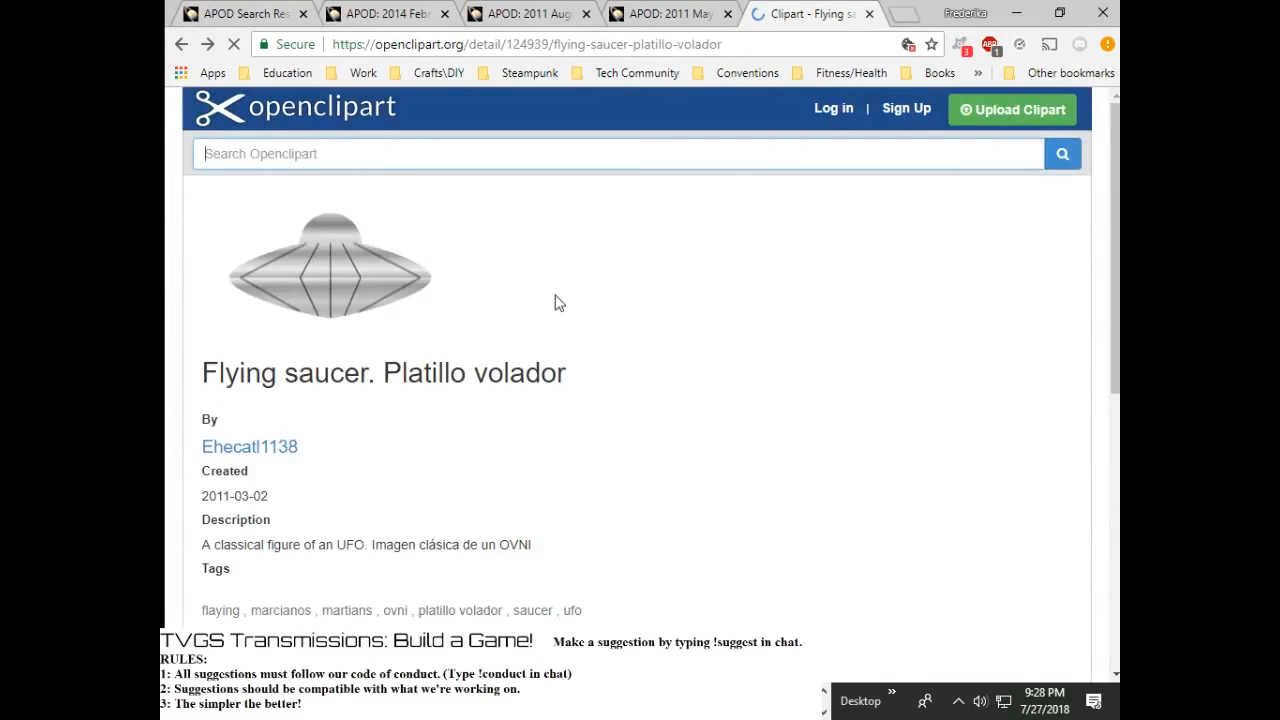 APOD Search Res
APOD: 2014 Febr
APOD: 2011 Aug
APOD: 2011 May
Clipart - Flying sa
Frederika
Secure
https://openclipart.org/detail/124939/flying-saucer-platillo-volador
3
ABP
1
Apps
Education
Work
Crafts\DIY
Steampunk
Tech Community
Conventions
Fitness/Health
Books
»
Other bookmarks
openclipart
Log in | Sign Up
Upload Clipart
Search Openclipart
Flying saucer. Platillo volador
By
Ehecatl1138
Created
2011-03-02
Description
A classical figure of an UFO. Imagen clásica de un OVNI
Tags
flaying , marcianos , martians , ovni , platillo volador , saucer , ufo
TVGS Transmissions: Build a Game! Make a suggestion by typing !suggest in chat.
RULES:
1: All suggestions must follow our code of conduct. (Type !conduct in chat)
2: Suggestions should be compatible with what we're working on.
3: The simpler the better!
Desktop »
9:28 PM
7/27/2018